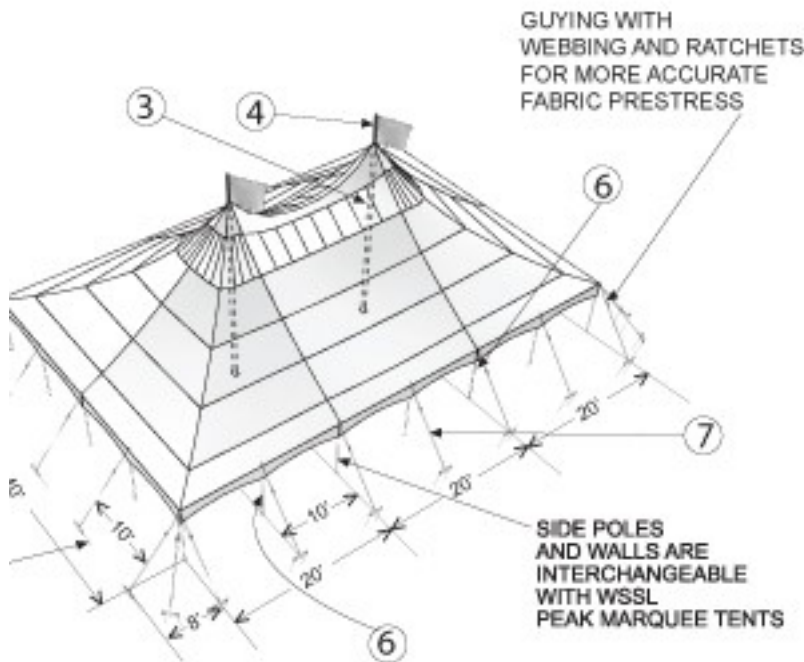 GUYING WITH
WEBBING AND RATCHETS
FOR MORE ACCURATE
FABRIC PRESTRESS
3
4
6
7
20'
20'
20'
10'
10'
8'
6
SIDE POLES
AND WALLS ARE
INTERCHANGEABLE
WITH WSSL
PEAK MARQUEE TENTS